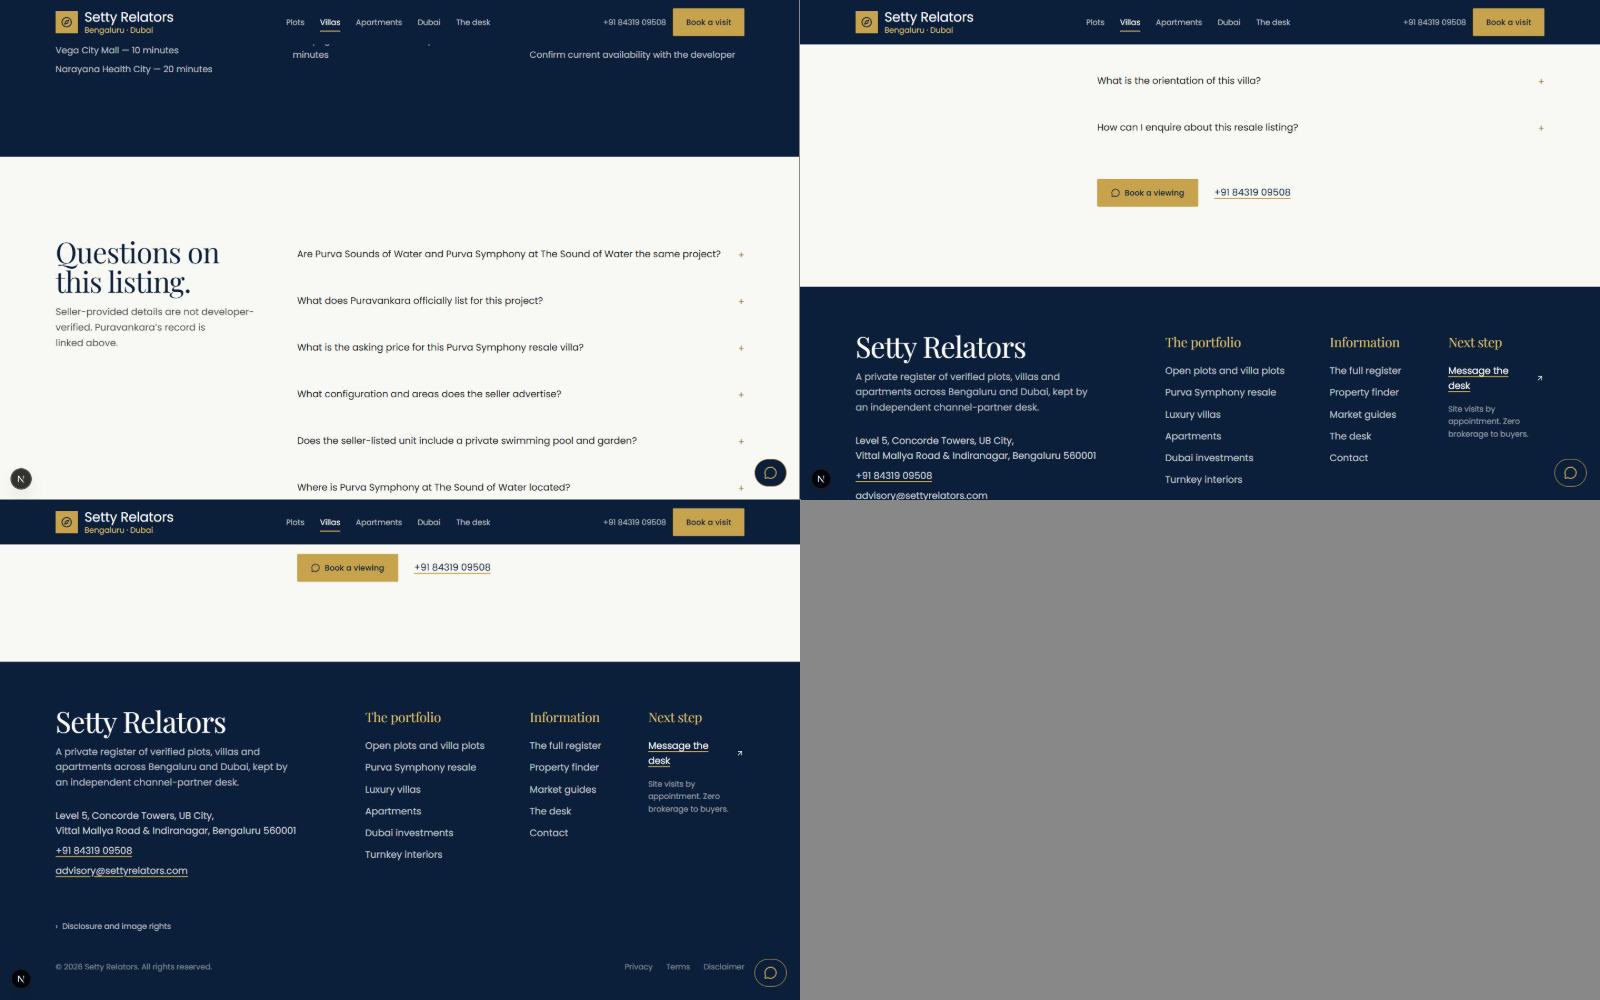 Setty Relators
Bengaluru · Dubai
Plots Villas Apartments Dubai The desk
+91 84319 09508 Book a visit
Vega City Mall — 10 minutes
Narayana Health City — 20 minutes
minutes
Confirm current availability with the developer
Questions on
this listing.
Seller-provided details are not developer-
verified. Puravankara's record is
linked above.
Are Purva Sounds of Water and Purva Symphony at The Sound of Water the same project? +
What does Puravankara officially list for this project? +
What is the asking price for this Purva Symphony resale villa? +
What configuration and areas does the seller advertise? +
Does the seller-listed unit include a private swimming pool and garden? +
Where is Purva Symphony at The Sound of Water located? +
N
Setty Relators
Bengaluru · Dubai
Plots Villas Apartments Dubai The desk
+91 84319 09508 Book a visit
What is the orientation of this villa? +
How can I enquire about this resale listing? +
Book a viewing +91 84319 09508
Setty Relators
A private register of verified plots, villas and
apartments across Bengaluru and Dubai, kept by
an independent channel-partner desk.
Level 5, Concorde Towers, UB City,
Vittal Mallya Road & Indiranagar, Bengaluru 560001
+91 84319 09508
advisory@settyrelators.com
The portfolio
Open plots and villa plots
Purva Symphony resale
Luxury villas
Apartments
Dubai investments
Turnkey interiors
Information
The full register
Property finder
Market guides
The desk
Contact
Next step
Message the
desk
Site visits by
appointment. Zero
brokerage to buyers.
N
Setty Relators
Bengaluru · Dubai
Plots Villas Apartments Dubai The desk
+91 84319 09508 Book a visit
Book a viewing +91 84319 09508
Setty Relators
A private register of verified plots, villas and
apartments across Bengaluru and Dubai, kept by
an independent channel-partner desk.
Level 5, Concorde Towers, UB City,
Vittal Mallya Road & Indiranagar, Bengaluru 560001
+91 84319 09508
advisory@settyrelators.com
The portfolio
Open plots and villa plots
Purva Symphony resale
Luxury villas
Apartments
Dubai investments
Turnkey interiors
Information
The full register
Property finder
Market guides
The desk
Contact
Next step
Message the
desk
Site visits by
appointment. Zero
brokerage to buyers.
› Disclosure and image rights
© 2026 Setty Relators. All rights reserved.
Privacy Terms Disclaimer
N